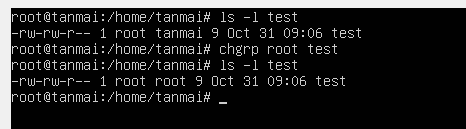 root@tanmai:/home/tanmai# ls -l test
-rw-rw-r-- 1 root tanmai 9 Oct 31 09:06 test
root@tanmai:/home/tanmai# chgrp root test
root@tanmai:/home/tanmai# ls -l test
-rw-rw-r-- 1 root root 9 Oct 31 09:06 test
root@tanmai:/home/tanmai# _